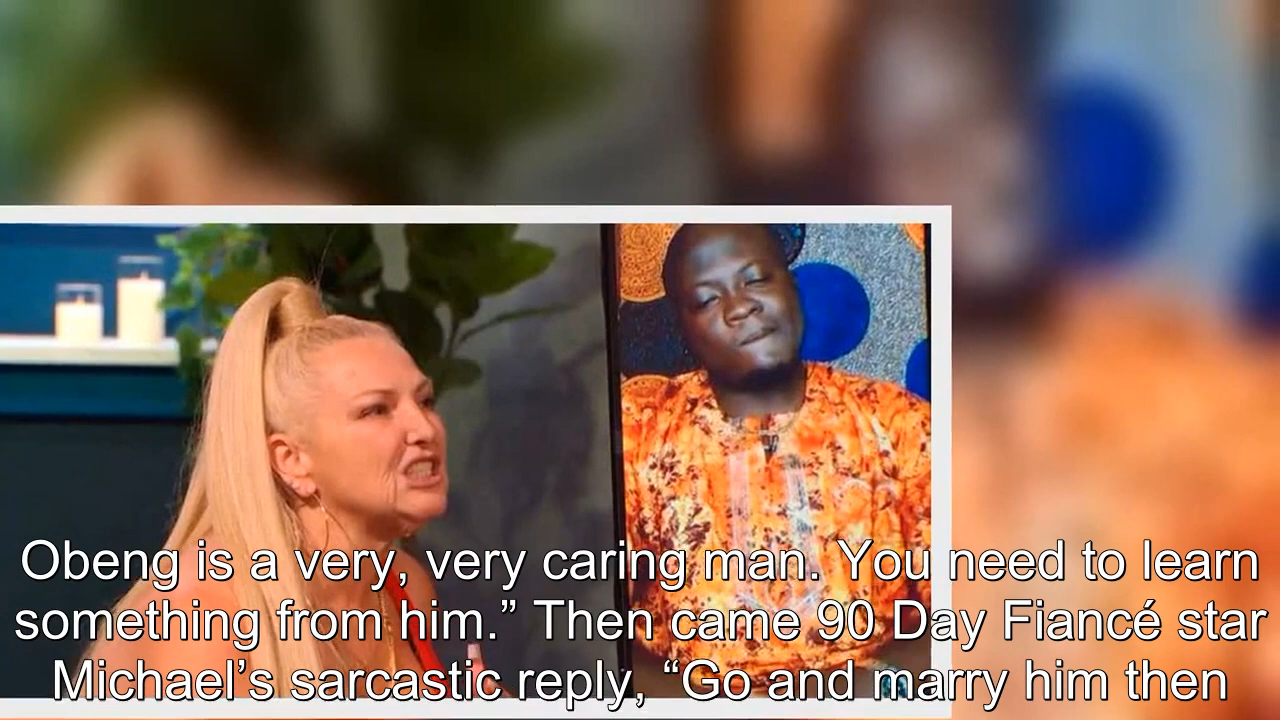 Obeng is a very, very caring man. You need to learn
something from him.” Then came 90 Day Fiancé star
Michael’s sarcastic reply, “Go and marry him then